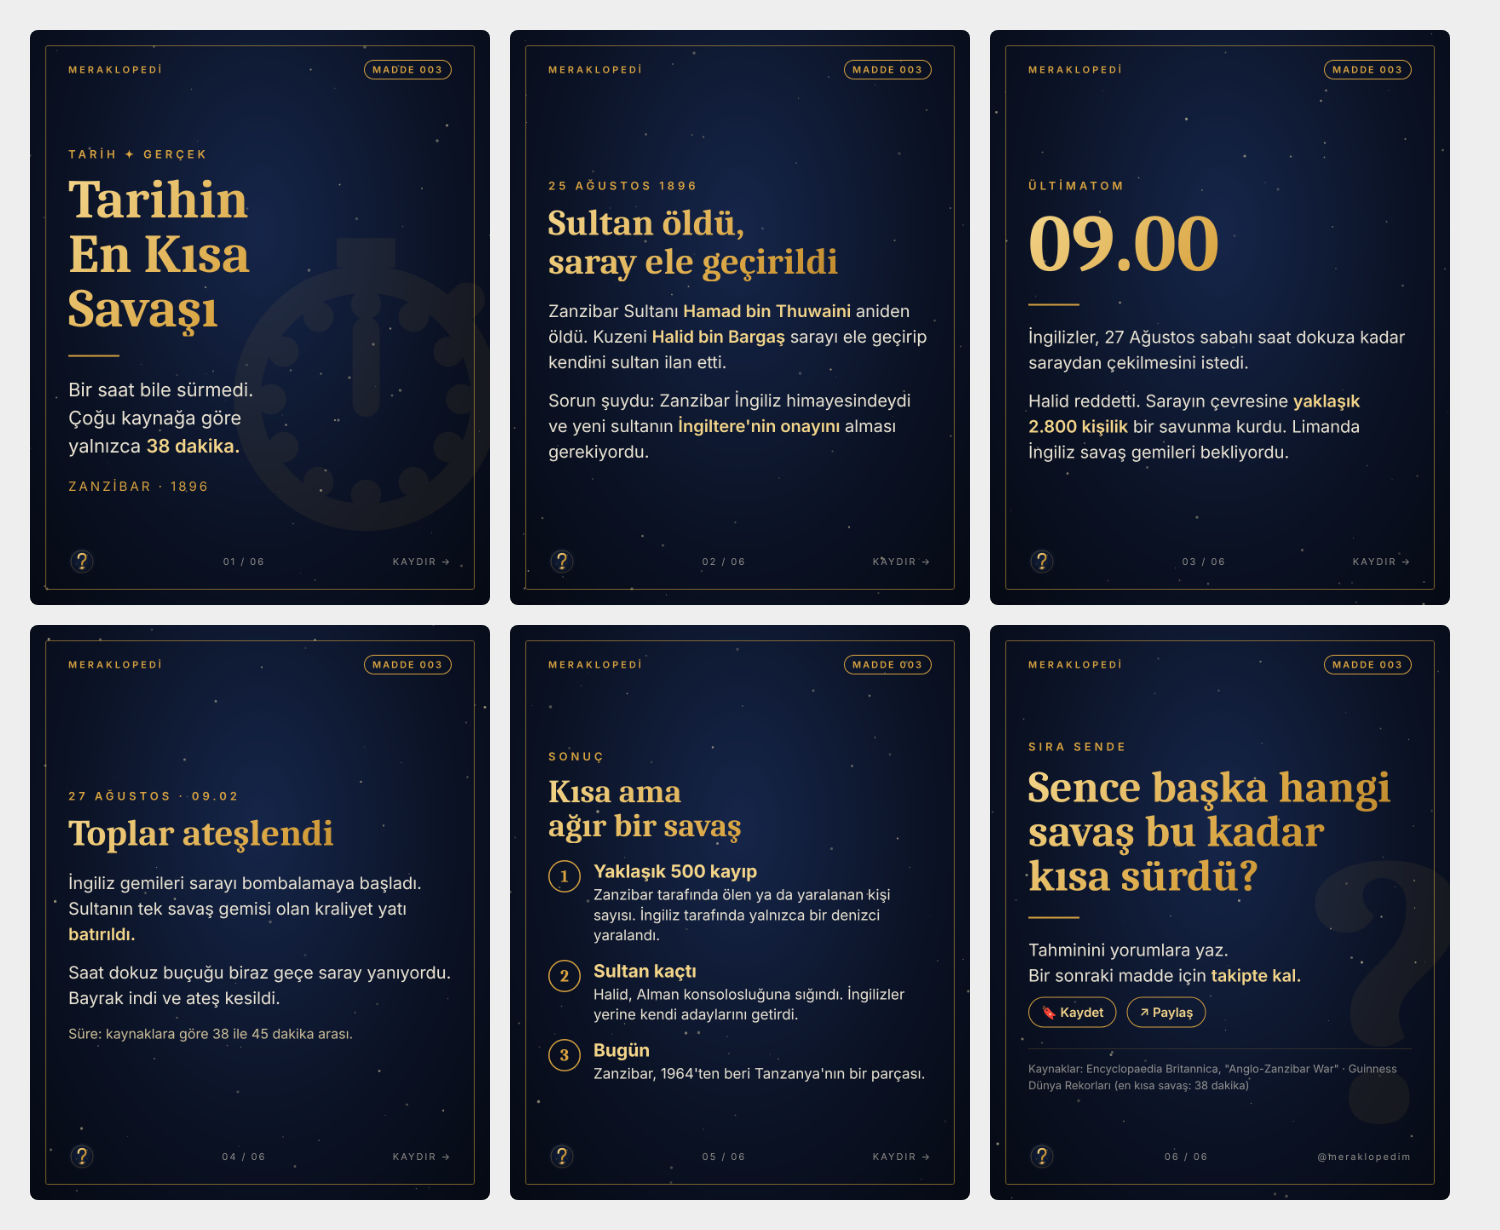 MERAKLOPEDİ
MADDE 003
TARİH ✦ GERÇEK
Tarihin
En Kısa
Savaşı
Bir saat bile sürmedi.
Çoğu kaynağa göre
yalnızca 38 dakika.
ZANZİBAR · 1896
?
01 / 06
KAYDIR →
MERAKLOPEDİ
MADDE 003
25 AĞUSTOS 1896
Sultan öldü,
saray ele geçirildi
Zanzibar Sultanı Hamad bin Thuwaini aniden
öldü. Kuzeni Halid bin Bargaş sarayı ele geçirip
kendini sultan ilan etti.
Sorun şuydu: Zanzibar İngiliz himayesindeydi
ve yeni sultanın İngiltere'nin onayını alması
gerekiyordu.
?
02 / 06
KAYDIR →
MERAKLOPEDİ
MADDE 003
ÜLTİMATOM
09.00
İngilizler, 27 Ağustos sabahı saat dokuza kadar
saraydan çekilmesini istedi.
Halid reddetti. Sarayın çevresine yaklaşık
2.800 kişilik bir savunma kurdu. Limanda
İngiliz savaş gemileri bekliyordu.
?
03 / 06
KAYDIR →
MERAKLOPEDİ
MADDE 003
27 AĞUSTOS · 09.02
Toplar ateşlendi
İngiliz gemileri sarayı bombalamaya başladı.
Sultanın tek savaş gemisi olan kraliyet yatı
batırıldı.
Saat dokuz buçuğu biraz geçe saray yanıyordu.
Bayrak indi ve ateş kesildi.
Süre: kaynaklara göre 38 ile 45 dakika arası.
?
04 / 06
KAYDIR →
MERAKLOPEDİ
MADDE 003
SONUÇ
Kısa ama
ağır bir savaş
1
Yaklaşık 500 kayıp
Zanzibar tarafında ölen ya da yaralanan kişi
sayısı. İngiliz tarafında yalnızca bir denizci
yaralandı.
2
Sultan kaçtı
Halid, Alman konsolosluğuna sığındı. İngilizler
yerine kendi adaylarını getirdi.
3
Bugün
Zanzibar, 1964'ten beri Tanzanya'nın bir parçası.
?
05 / 06
KAYDIR →
MERAKLOPEDİ
MADDE 003
SIRA SENDE
Sence başka hangi
savaş bu kadar
kısa sürdü?
Tahminini yorumlara yaz.
Bir sonraki madde için takipte kal.
🔖 Kaydet
↗ Paylaş
Kaynaklar: Encyclopaedia Britannica, "Anglo-Zanzibar War" · Guinness
Dünya Rekorları (en kısa savaş: 38 dakika)
?
06 / 06
@meraklopedim